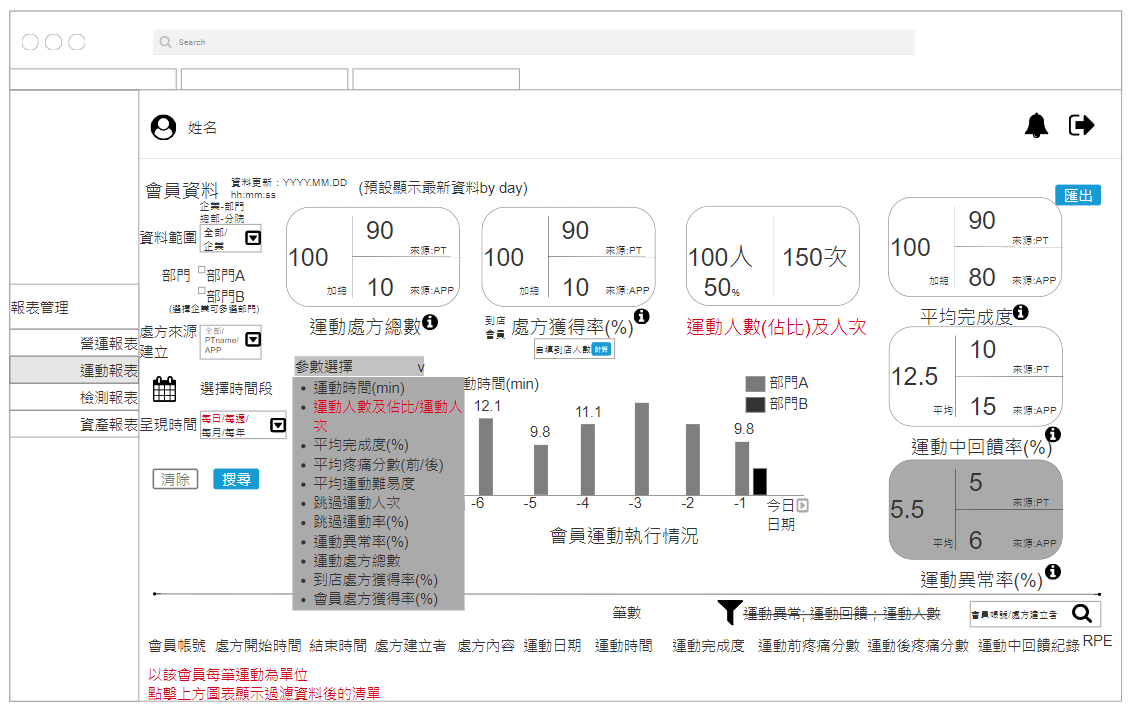 Search
姓名
會員資料
資料更新：YYYY.MM.DD
hh:mm:ss
(預設顯示最新資料by day)
匯出
企業-部門
總部-分院
資料範圍
全部/
企業
部門
部門A
部門B
(選擇企業可多選部門)
處方來源
建立
全部/
PTname/
APP
選擇時間段
呈現時間
每日/每週/
每月/每年
清除
搜尋
報表管理
營運報表
運動報表
檢測報表
資產報表
100
加總
90
來源:PT
10
來源:APP
運動處方總數
100
加總
90
來源:PT
10
來源:APP
到店
會員
處方獲得率(%)
自填到店人數
計算
100人
50%
150次
運動人數(佔比)及人次
100
加總
90
來源:PT
80
來源:APP
平均完成度
12.5
平均
10
來源:PT
15
來源:APP
運動中回饋率(%)
5.5
平均
5
來源:PT
6
來源:APP
運動異常率(%)
參數選擇
v
運動時間(min)
運動人數及佔比/運動人
次
平均完成度(%)
平均疼痛分數(前/後)
平均運動難易度
跳過運動人次
跳過運動率(%)
運動異常率(%)
運動處方總數
到店處方獲得率(%)
會員處方獲得率(%)
動時間(min)
部門A
部門B
12.1
9.8
11.1
9.8
-6
-5
-4
-3
-2
-1
今日
日期
會員運動執行情況
筆數
運動異常; 運動回饋；運動人數
會員帳號/處方建立者
會員帳號 處方開始時間 結束時間 處方建立者 處方內容 運動日期 運動時間 運動完成度 運動前疼痛分數 運動後疼痛分數 運動中回饋紀錄 RPE
以該會員每筆運動為單位
點擊上方圖表顯示過濾資料後的清單